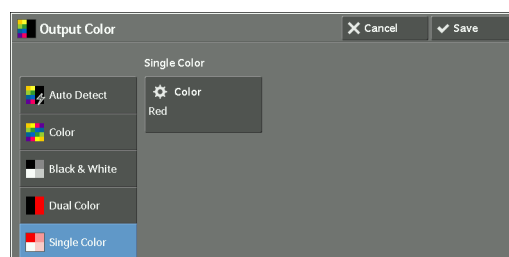 Output Color
Cancel
Save
Single Color
Auto Detect
Color
Red
Color
Black & White
Dual Color
Single Color